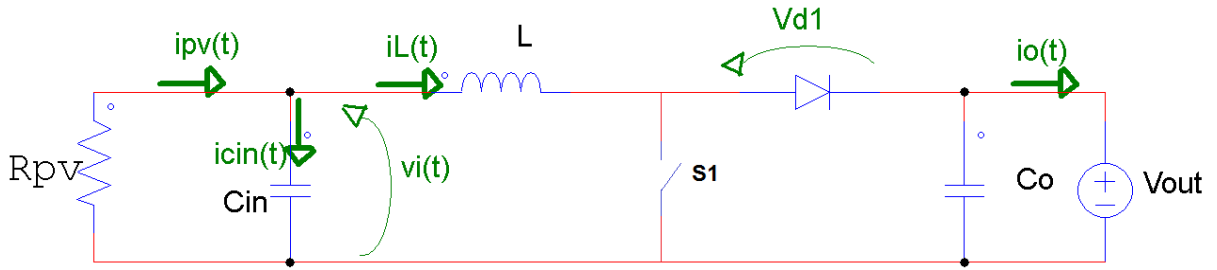 Vd1
ipv(t)
iL(t)
L
io(t)
Rpv
icin(t)
vi(t)
S1
Cin
Co
Vout